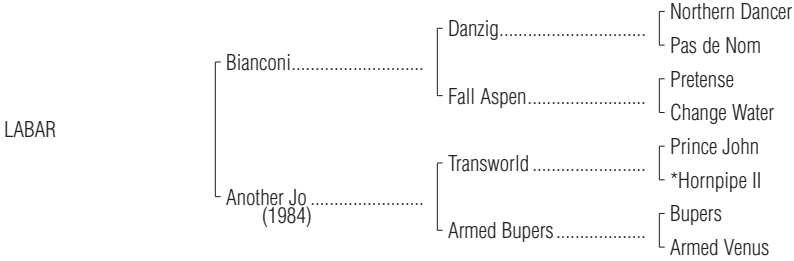 Northern Dancer
Danzig..............................
Pas de Nom
Bianconi............................
Pretense
Fall Aspen.........................
Change Water
LABAR
Prince John
Transworld ........................
*Hornpipe II
Another Jo ........................
(1984)
Bupers
Armed Bupers...................
Armed Venus